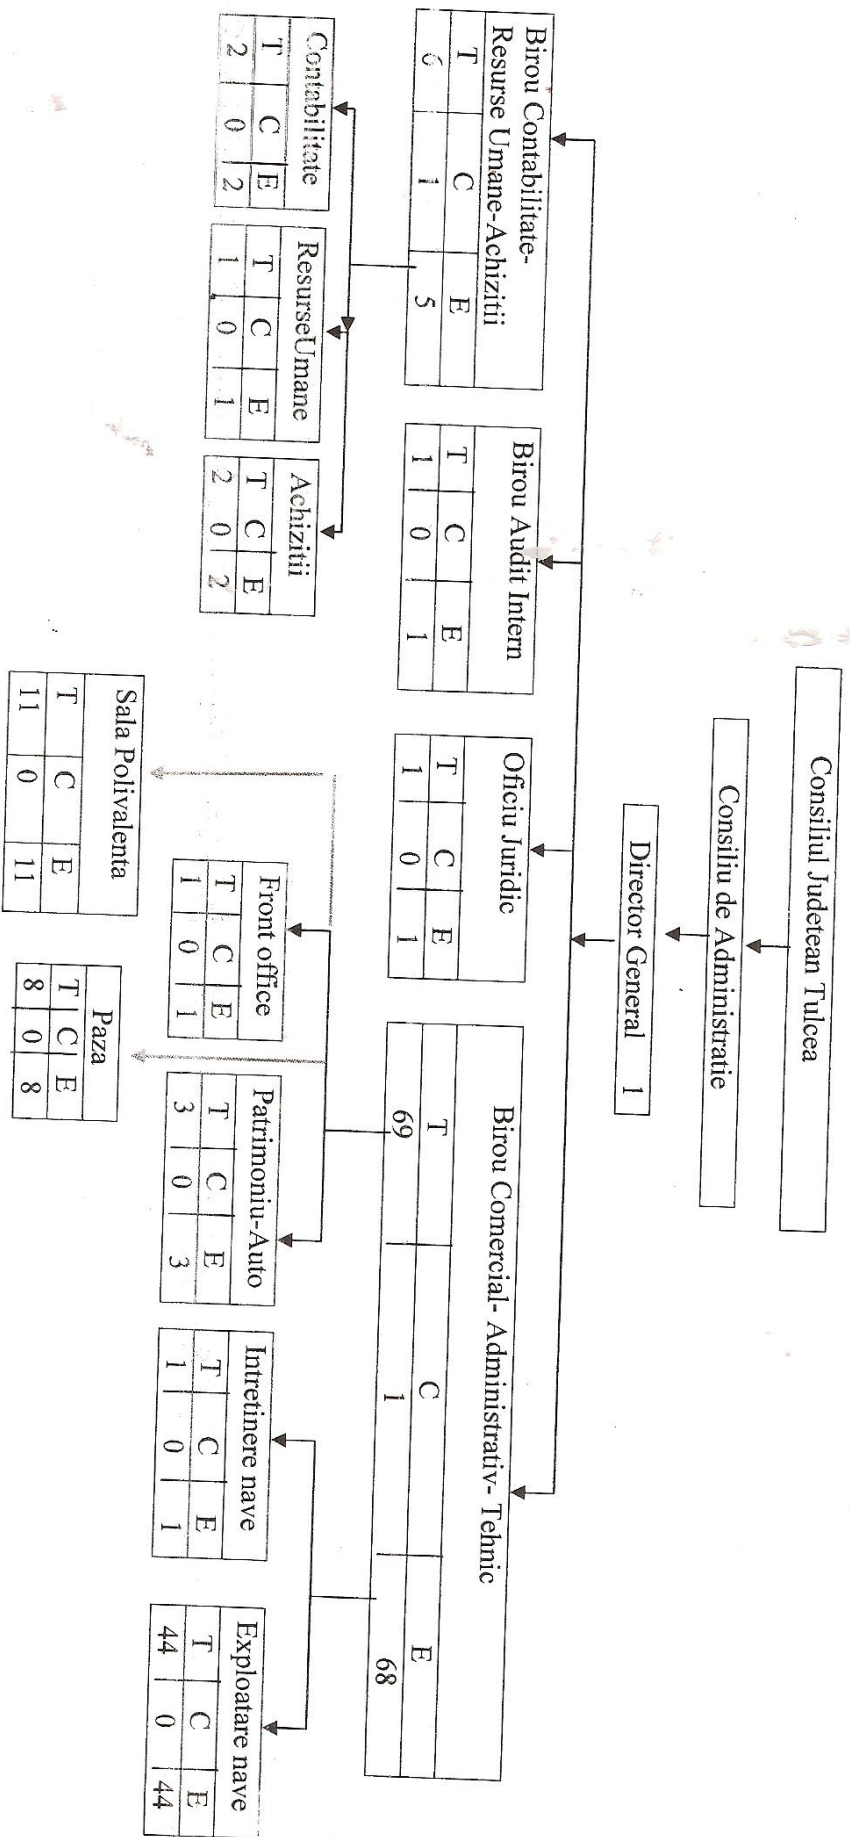 Consiliul Judetean Tulcea
Consiliu de Administratie
Director General 1
Birou Contabilitate-
Resurse Umane-Achizitii
T C E
6 1 5
Birou Audit Intern
T C E
1 0 1
Oficiu Juridic
T C E
1 0 1
Birou Comercial- Administrativ- Tehnic
T C E
69 1 68
Contabilitate
T C E
2 0 2
ResurseUmane
T C E
1 0 1
Achizitii
T C E
2 0 2
Front office
T C E
1 0 1
Patrimoniu-Auto
T C E
3 0 3
Intretinere nave
T C E
1 0 1
Exploatare nave
T C E
44 0 44
Sala Polivalenta
T C E
11 0 11
Paza
T C E
8 0 8